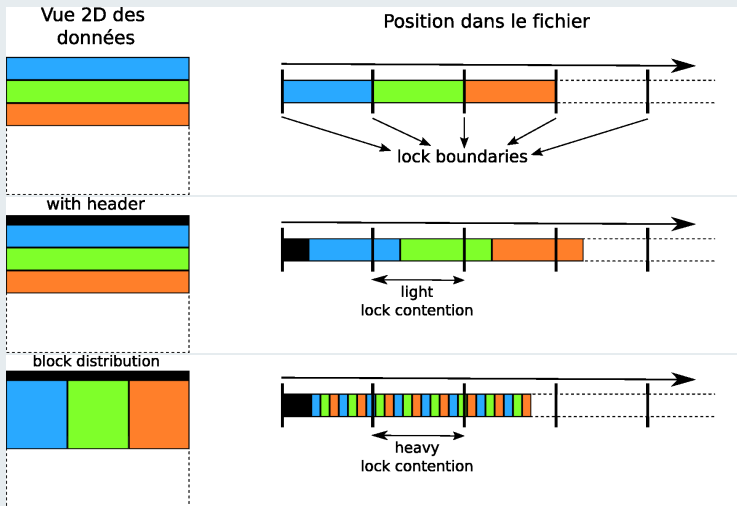 Vue 2D des
données
Position dans le fichier
lock boundaries
with header
light
lock contention
block distribution
heavy
lock contention